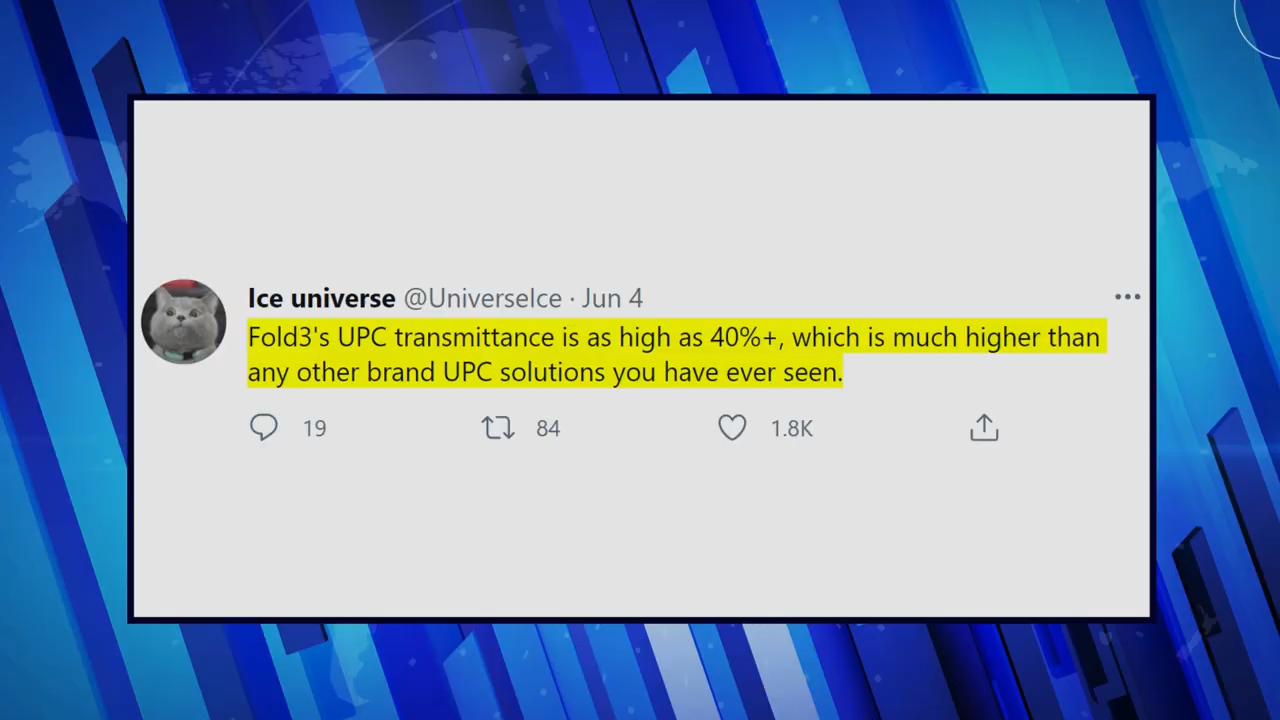 Ice universe @UniverseIce · Jun 4
Fold3's UPC transmittance is as high as 40%+, which is much higher than
any other brand UPC solutions you have ever seen.
19 84 1.8K